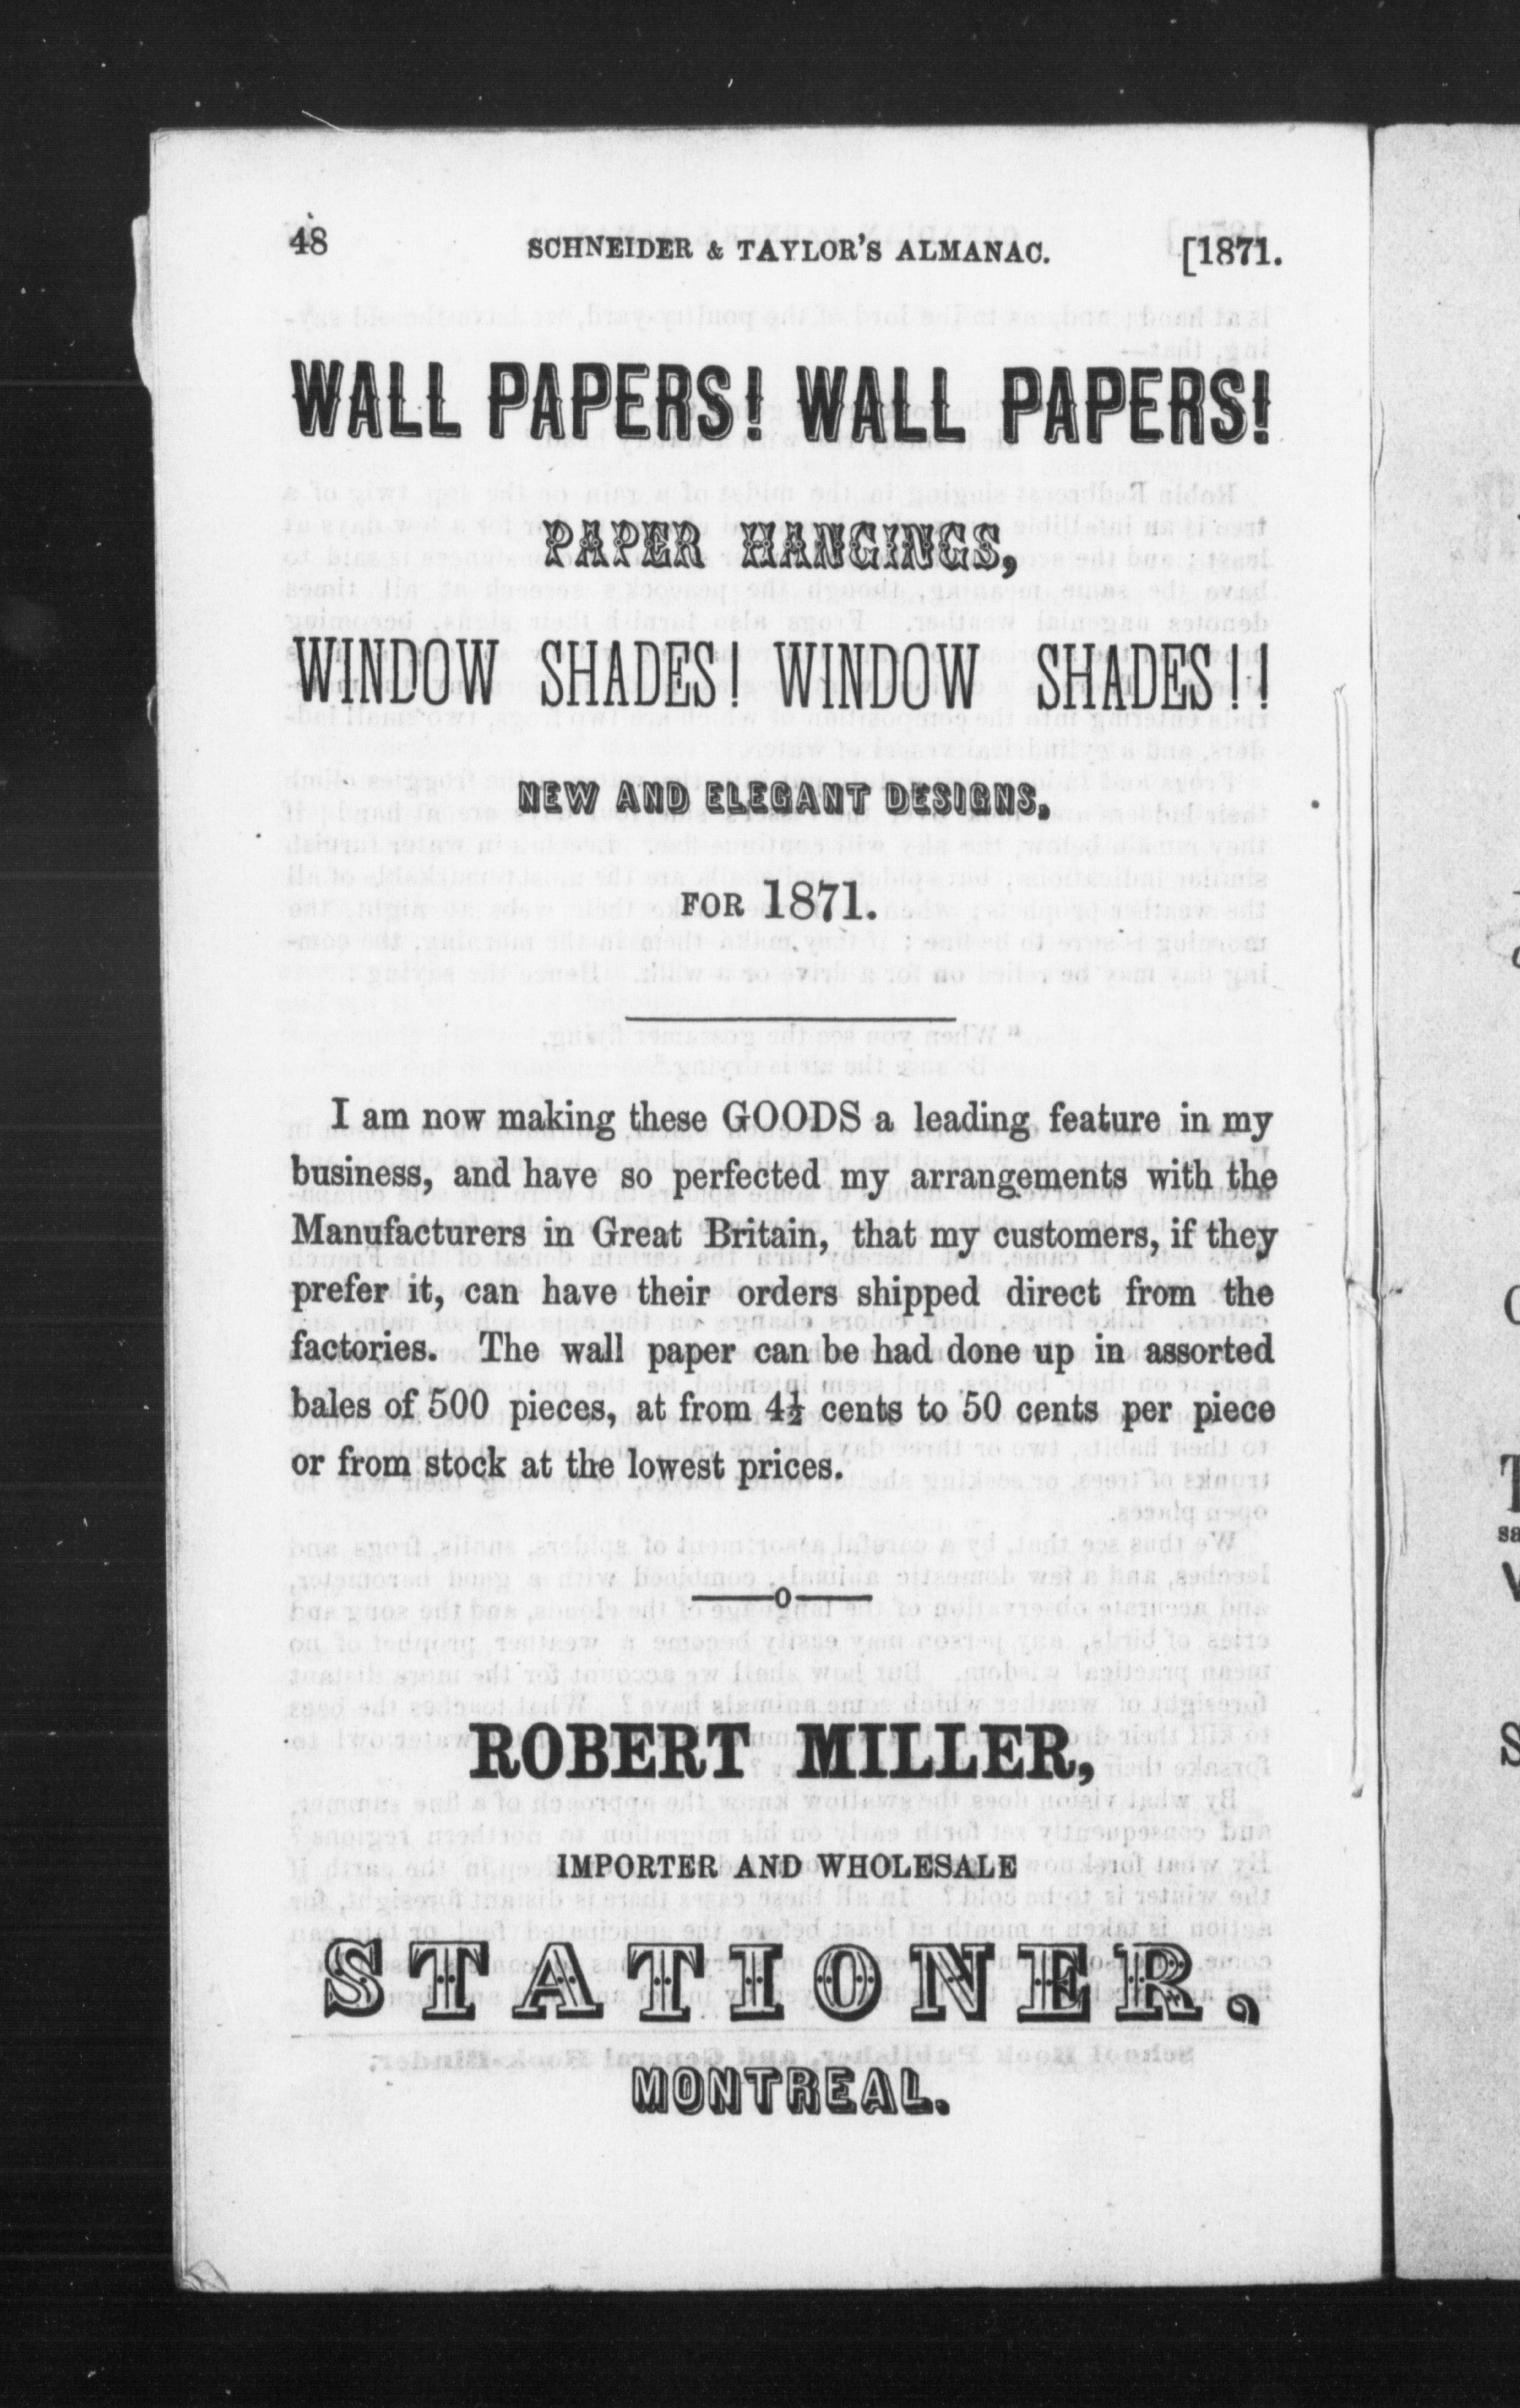 48 SCHNEIDER & TAYLOR'S ALMANAC. [1871.
WALL PAPERS! WALL PAPERS!
PAPER HANGINGS,
WINDOW SHADES! WINDOW SHADES!!
NEW AND ELEGANT DESIGNS,
FOR 1871.
I am now making these GOODS a leading feature in my
business, and have so perfected my arrangements with the
Manufacturers in Great Britain, that my customers, if they
prefer it, can have their orders shipped direct from the
factories. The wall paper can be had done up in assorted
bales of 500 pieces, at from 4½ cents to 50 cents per piece
or from stock at the lowest prices.
——o——
ROBERT MILLER,
IMPORTER AND WHOLESALE
STATIONER,
MONTREAL.